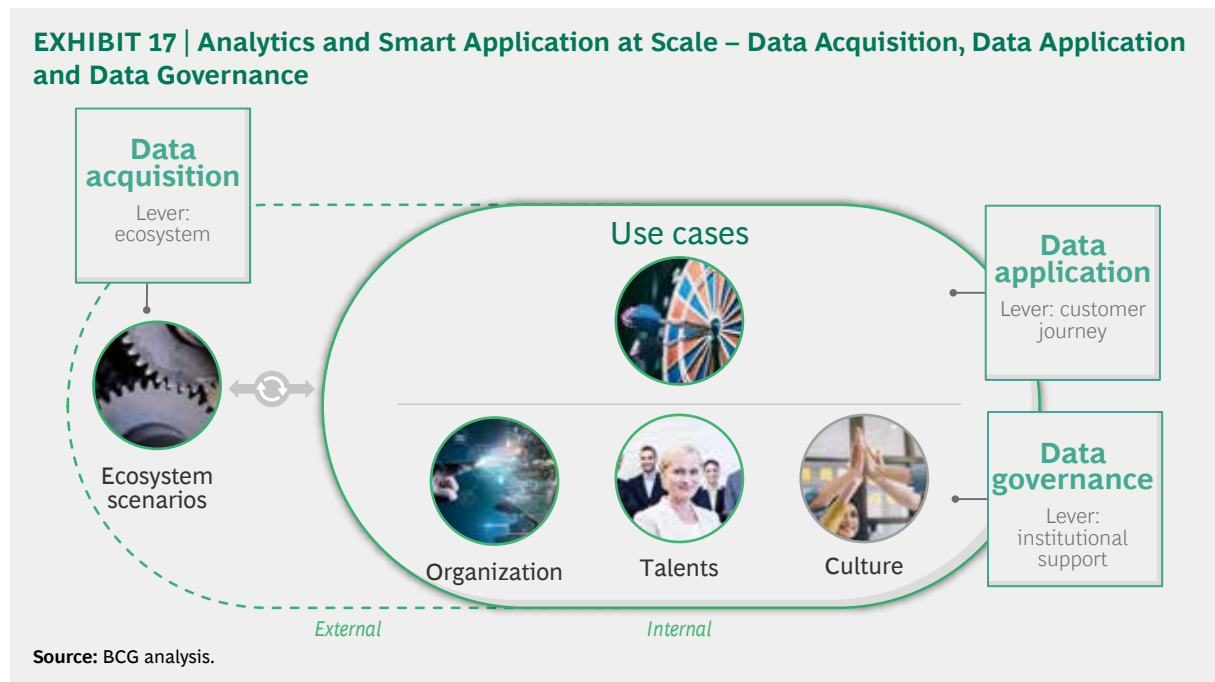 EXHIBIT 17 | Analytics and Smart Application at Scale – Data Acquisition, Data Application
and Data Governance
Data
acquisition
Lever:
ecosystem
Ecosystem
scenarios
Use cases
Organization
Talents
Culture
Data
application
Lever: customer
journey
Data
governance
Lever:
institutional
support
External
Internal
Source: BCG analysis.